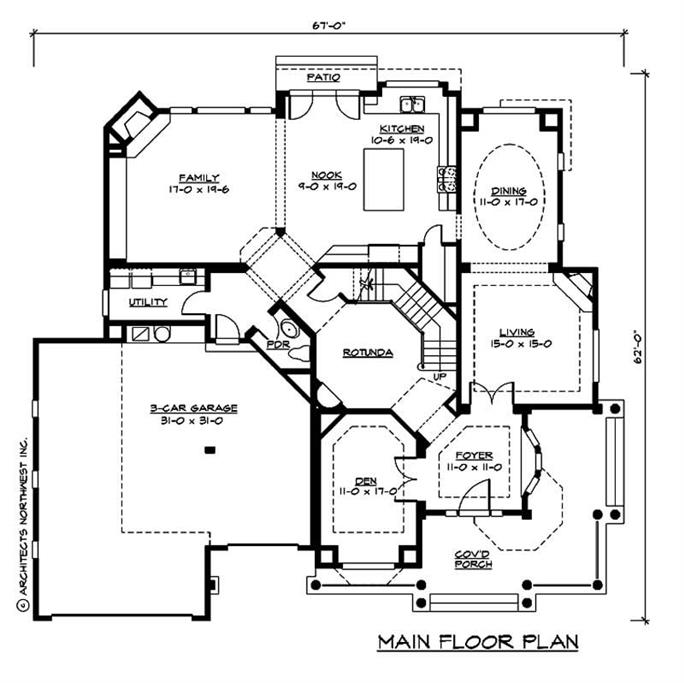 67'-0"
PATIO
KITCHEN
10-6 x 19-0
FAMILY
17-0 x 19-6
NOOK
9-0 x 19-0
DINING
11-0 x 17-0
UTILITY
LIVING
15-0 x 15-0
PDR
ROTUNDA
UP
62'-0"
3-CAR GARAGE
31-0 x 31-0
FOYER
11-0 x 11-0
DEN
11-0 x 17-0
COV'D
PORCH
© ARCHITECTS NORTHWEST INC.
MAIN FLOOR PLAN